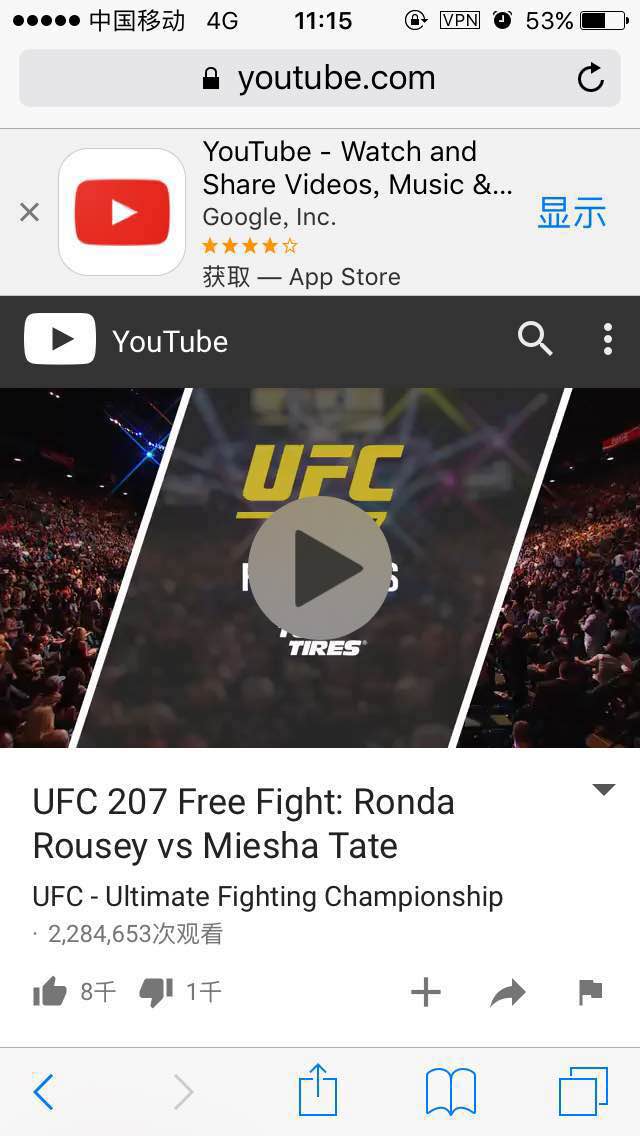 中国移动 4G 11:15 VPN 53%
youtube.com
YouTube - Watch and
Share Videos, Music &...
Google, Inc.
获取 — App Store
显示
YouTube
UFC
TIRES
UFC 207 Free Fight: Ronda
Rousey vs Miesha Tate
UFC - Ultimate Fighting Championship
· 2,284,653次观看
8千 1千